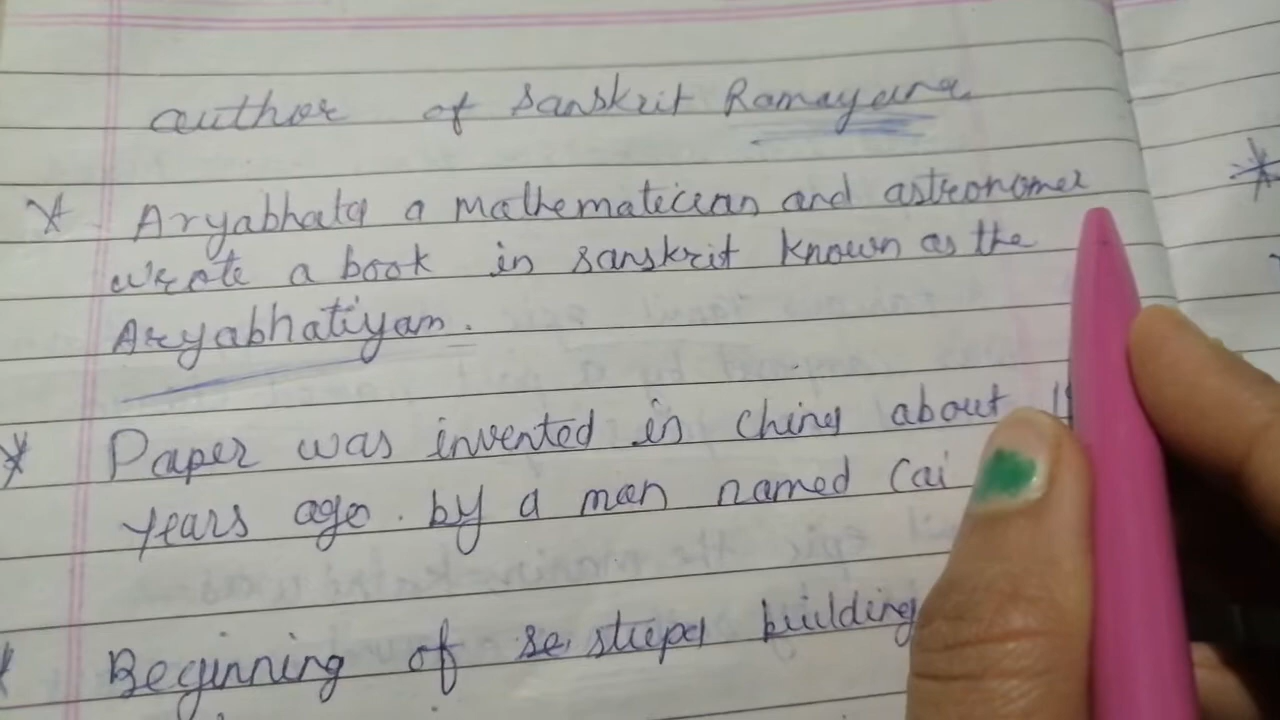 author of Sanskrit Ramayana
* Aryabhata a mathematician and astronomer
wrote a book in Sanskrit known as the
Aryabhatiyam.
* Paper was invented in China about
years ago. by a man named Cai
* Beginning of building